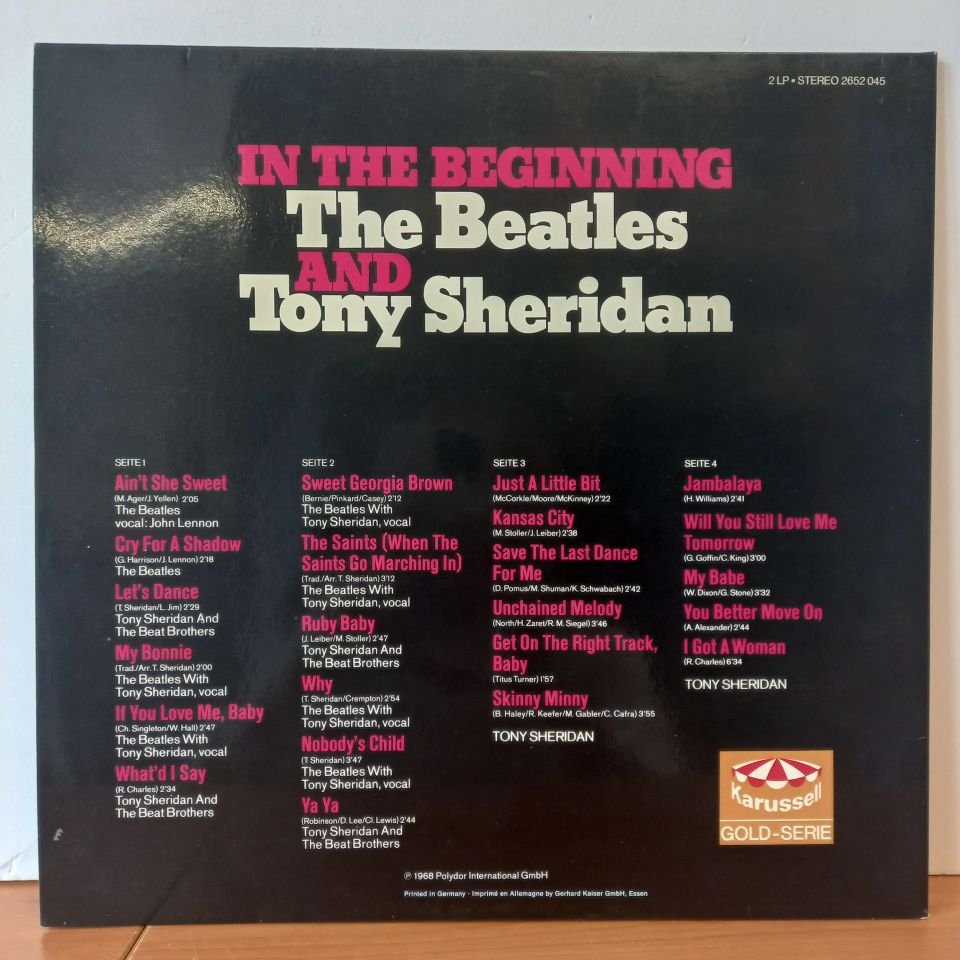 2 LP ▪ STEREO 2652 045
IN THE BEGINNING
The Beatles
AND
Tony Sheridan
SEITE 1
Ain't She Sweet
(M. Ager/J. Yellen) 2'05
The Beatles
vocal: John Lennon
Cry For A Shadow
(G. Harrison/J. Lennon) 2'18
The Beatles
Let's Dance
(T. Sheridan/L. Jim) 2'29
Tony Sheridan And
The Beat Brothers
My Bonnie
(Trad./Arr. T. Sheridan) 2'00
The Beatles With
Tony Sheridan, vocal
If You Love Me, Baby
(Ch. Singleton/W. Hall) 2'47
The Beatles With
Tony Sheridan, vocal
What'd I Say
(R. Charles) 2'34
Tony Sheridan And
The Beat Brothers
SEITE 2
Sweet Georgia Brown
(Bernie/Pinkard/Casey) 2'12
The Beatles With
Tony Sheridan, vocal
The Saints (When The
Saints Go Marching In)
(Trad./Arr. T. Sheridan) 3'12
The Beatles With
Tony Sheridan, vocal
Ruby Baby
(J. Leiber/M. Stoller) 2'47
Tony Sheridan And
The Beat Brothers
Why
(T. Sheridan/Crempton) 2'54
The Beatles With
Tony Sheridan, vocal
Nobody's Child
(T. Sheridan) 3'47
The Beatles With
Tony Sheridan, vocal
Ya Ya
(Robinson/D. Lee/Cl. Lewis) 2'44
Tony Sheridan And
The Beat Brothers
SEITE 3
Just A Little Bit
(McCorkle/Moore/McKinney) 2'22
Kansas City
(M. Stoller/J. Leiber) 2'38
Save The Last Dance
For Me
(D. Pomus/M. Shuman/K. Schwabach) 2'42
Unchained Melody
(North/H. Zaret/R. M. Siegel) 3'46
Get On The Right Track,
Baby
(Titus Turner) 1'57
Skinny Minny
(B. Haley/R. Keefer/M. Gabler/C. Cafra) 3'55
TONY SHERIDAN
SEITE 4
Jambalaya
(H. Williams) 2'41
Will You Still Love Me
Tomorrow
(G. Goffin/C. King) 3'00
My Babe
(W. Dixon/G. Stone) 3'32
You Better Move On
(A. Alexander) 2'44
I Got A Woman
(R. Charles) 6'34
TONY SHERIDAN
Karussell
GOLD-SERIE
℗ 1968 Polydor International GmbH
Printed in Germany · Imprimé en Allemagne by Gerhard Kaiser GmbH, Essen